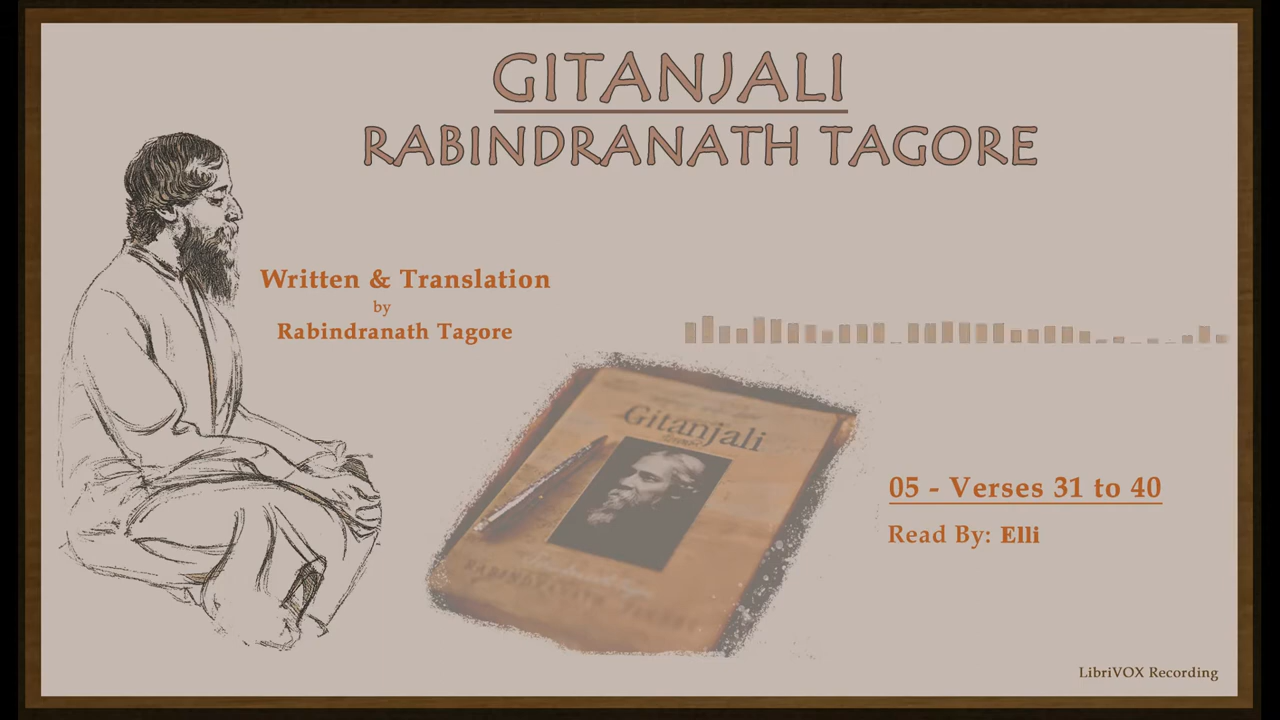 GITANJALI
RABINDRANATH TAGORE
Written & Translation
by
Rabindranath Tagore
Gitanjali
05 - Verses 31 to 40
Read By: Elli
LibriVOX Recording